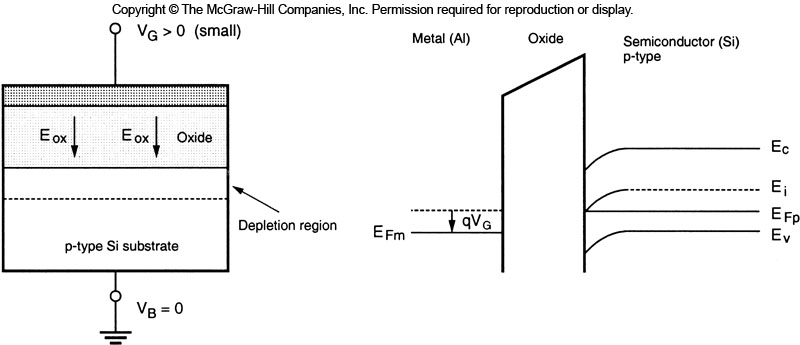 Copyright © The McGraw-Hill Companies, Inc. Permission required for reproduction or display.
V_G > 0 (small)
E_ox E_ox Oxide
Depletion region
p-type Si substrate
V_B = 0
Metal (Al) Oxide Semiconductor (Si)
p-type
E_c
E_i
qV_G E_Fp
E_Fm E_v